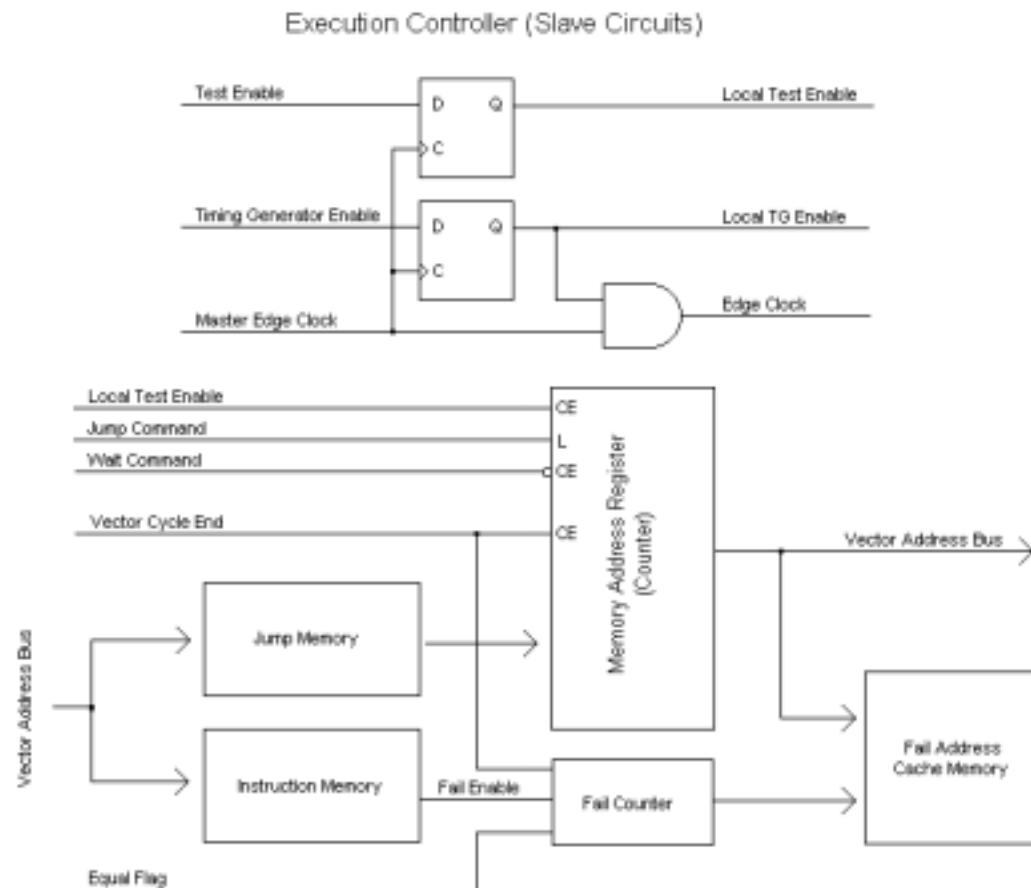 Execution Controller (Slave Circuits)
Test Enable
D
Q
Local Test Enable
C
Timing Generator Enable
D
Q
Local TG Enable
C
Master Edge Clock
Edge Clock
Local Test Enable
CE
Jump Command
L
Wait Command
CE
Vector Cycle End
CE
Memory Address Register
(Counter)
Vector Address Bus
Jump Memory
Vector Address Bus
Instruction Memory
Fail Enable
Fail Counter
Fail Address
Cache Memory
Equal Flag